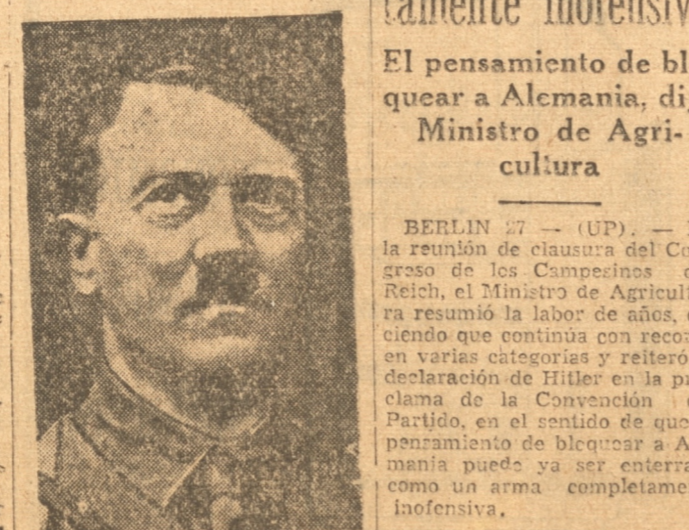 tamente inofensiv
El pensamiento de bl
quear a Alemania, di
Ministro de Agri-
cultura
BERLIN 27 — (UP). —
la reunión de clausura del Co
greso de los Campesinos
Reich, el Ministro de Agricult
ra resumió la labor de años,
ciendo que continúa con reco
en varias categorías y reiteró
declaración de Hitler en la p
clama de la Convención
Partido, en el sentido de que
pensamiento de bloquear a A
mania puede ya ser enterra
como un arma completame
inofensiva.